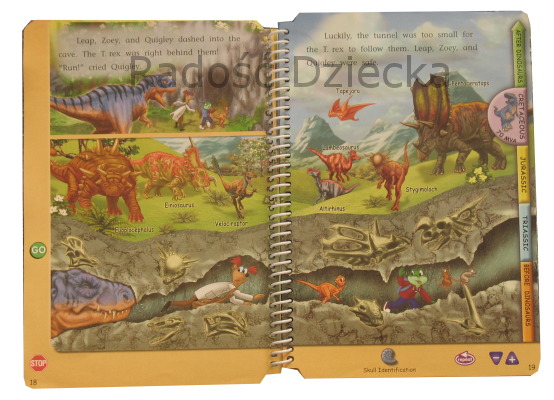 Leap, Zoey, and Quigley dashed into the
cave. The T. rex was right behind them!
"Run!" cried Quigley.
Radość Dziecka
Einiosaurus
Velociraptor
GO
STOP
18
Luckily, the tunnel was too small for
the T. rex to follow them. Leap, Zoey, and
Quigley were safe.
Tapejara
Lambeosaurus
Stygimoloch
Altirhinus
AFTER DINOSAURS
CRETACEOUS
70 MYA
JURASSIC
TRIASSIC
BEFORE DINOSAURS
Skull Identification
repeat
19